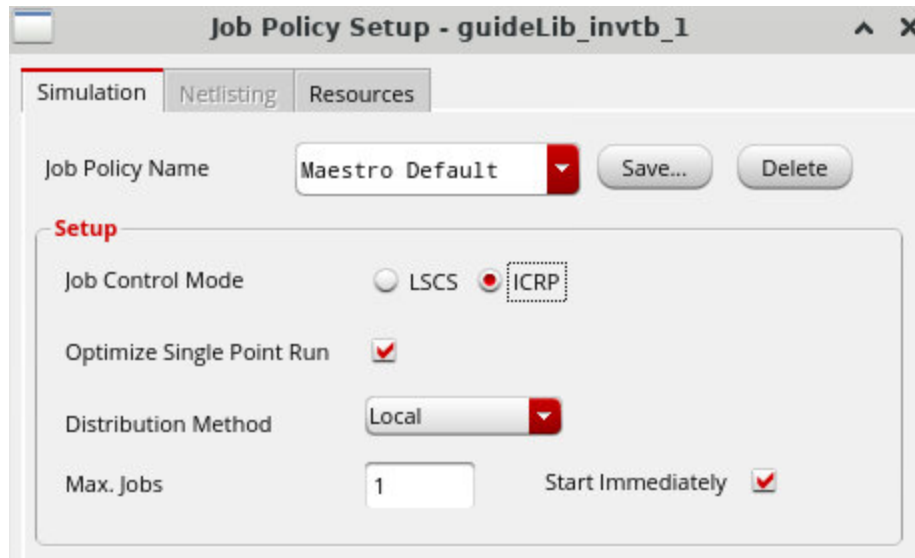 Job Policy Setup - guideLib_invtb_1
Simulation Netlisting Resources
Job Policy Name Maestro Default Save... Delete
Setup
Job Control Mode LSCS ICRP
Optimize Single Point Run
Distribution Method Local
Max. Jobs 1 Start Immediately